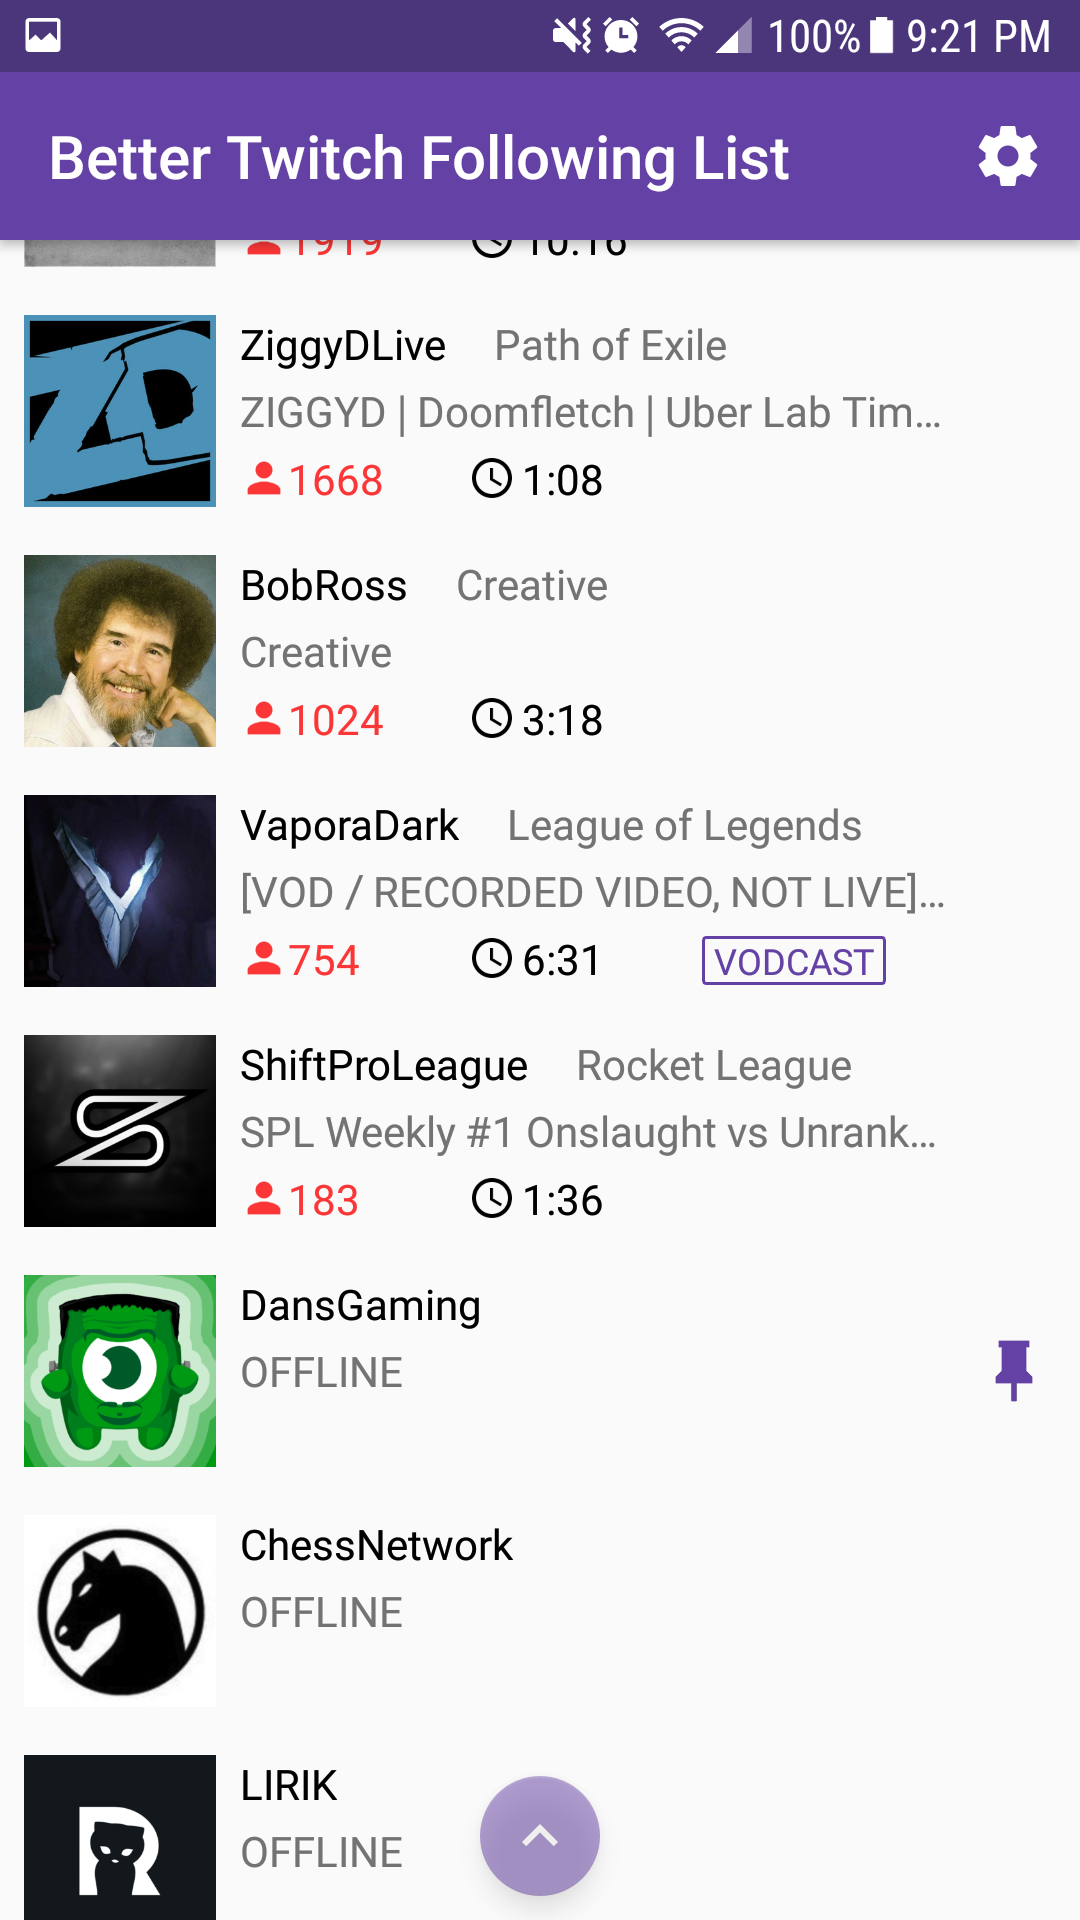 100% 9:21 PM
Better Twitch Following List
1919 10:16
ZiggyDLive Path of Exile
ZIGGYD | Doomfletch | Uber Lab Tim...
1668 1:08
BobRoss Creative
Creative
1024 3:18
VaporaDark League of Legends
[VOD / RECORDED VIDEO, NOT LIVE]...
754 6:31 VODCAST
ShiftProLeague Rocket League
SPL Weekly #1 Onslaught vs Unrank...
183 1:36
DansGaming
OFFLINE
ChessNetwork
OFFLINE
LIRIK
OFFLINE